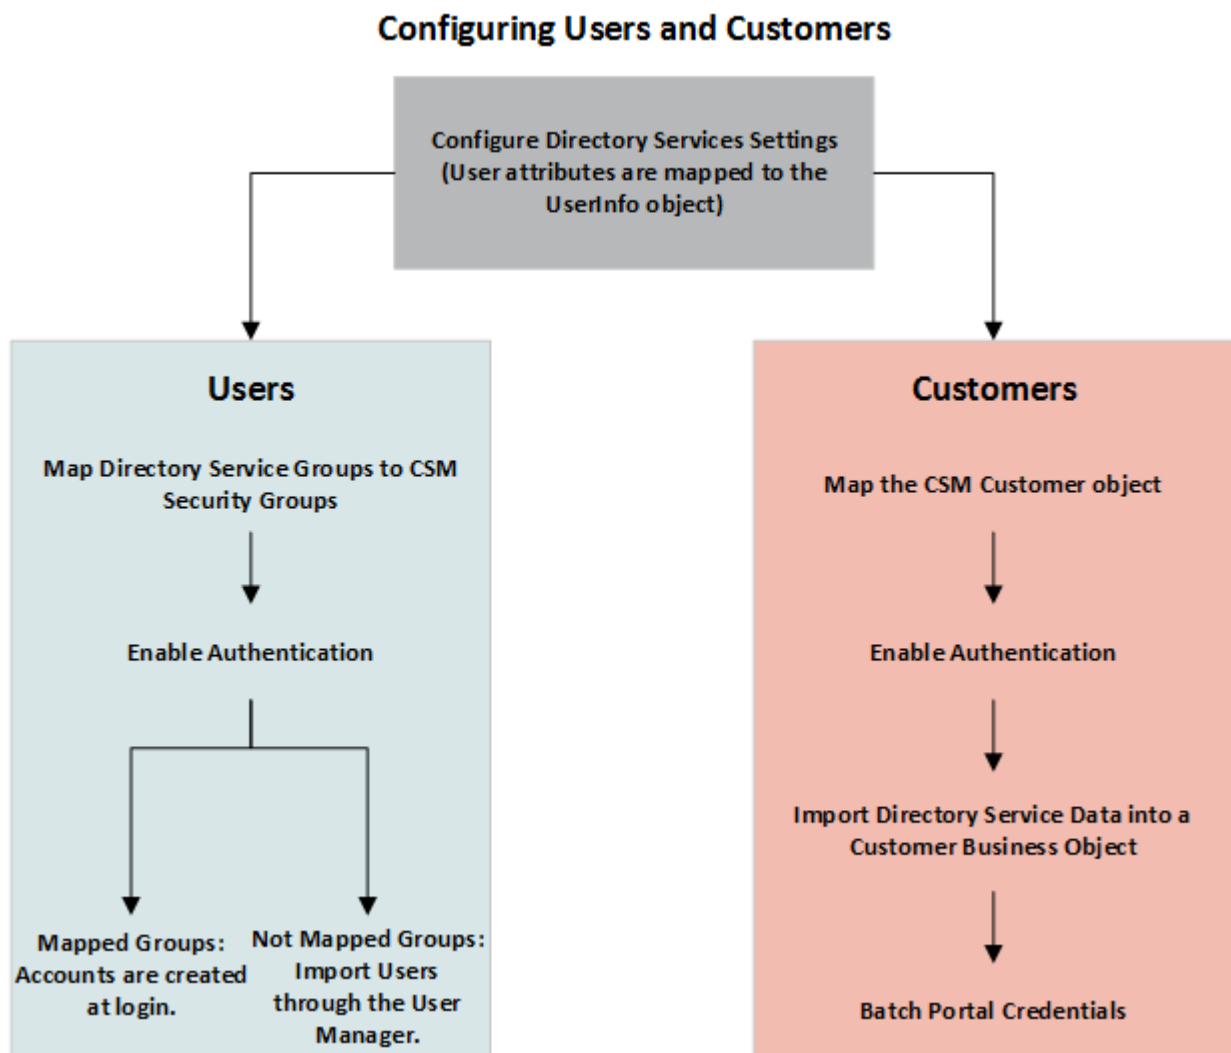 Configuring Users and Customers
Configure Directory Services Settings
(User attributes are mapped to the
UserInfo object)
Users
Map Directory Service Groups to CSM
Security Groups
Enable Authentication
Mapped Groups:
Accounts are created
at login.
Not Mapped Groups:
Import Users
through the User
Manager.
Customers
Map the CSM Customer object
Enable Authentication
Import Directory Service Data into a
Customer Business Object
Batch Portal Credentials